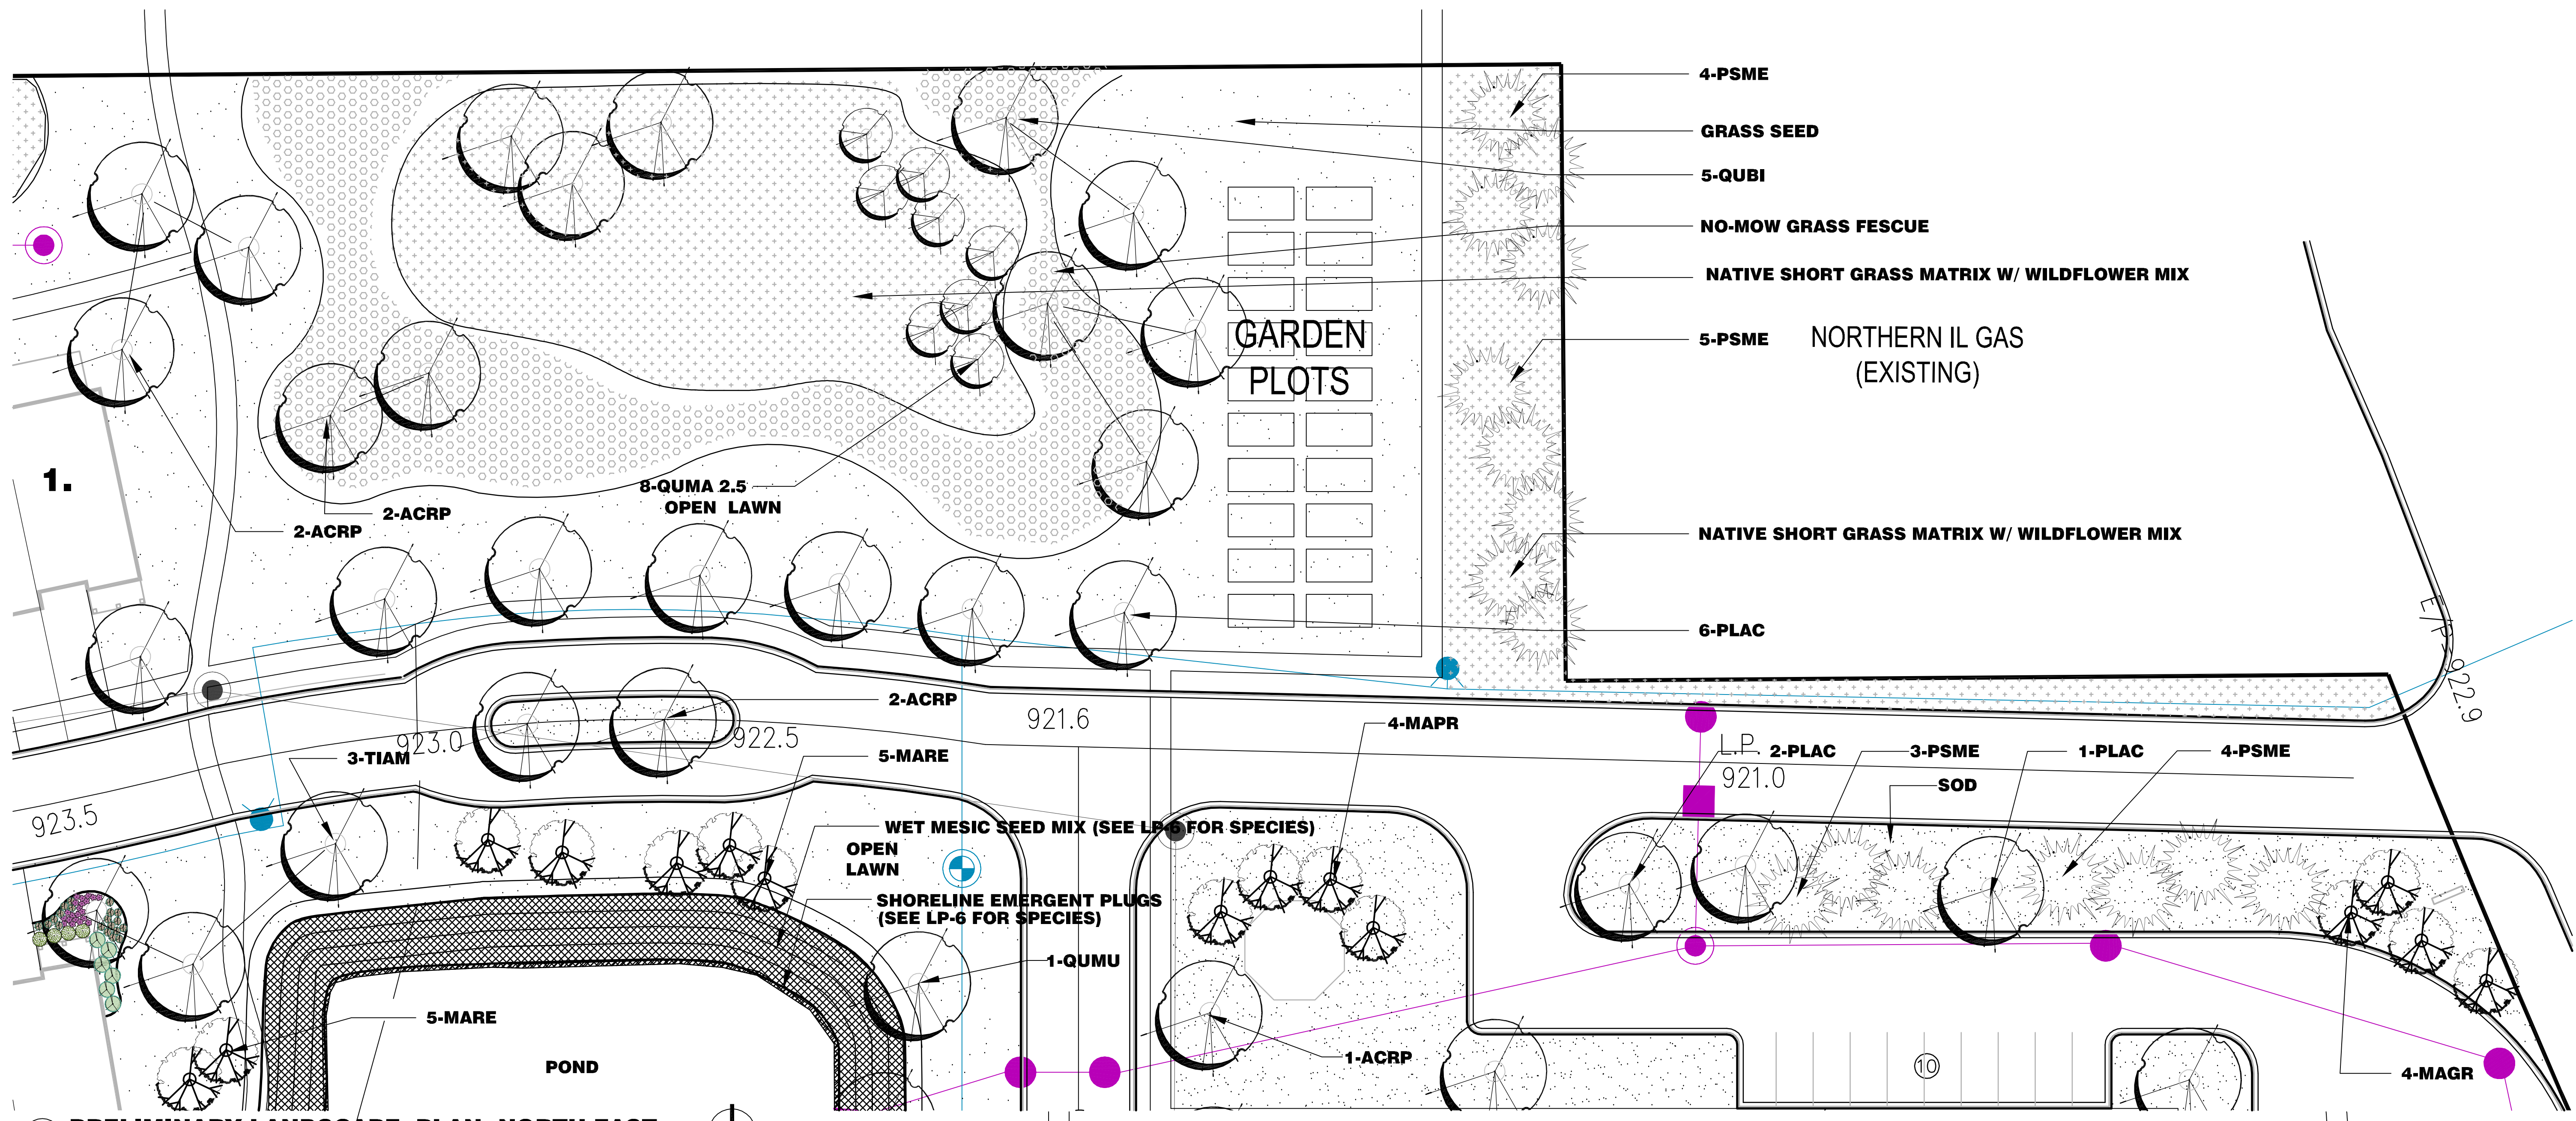 4-PSME
GRASS SEED
5-QUBI
NO-MOW GRASS FESCUE
NATIVE SHORT GRASS MATRIX W/ WILDFLOWER MIX
5-PSME
NORTHERN IL GAS
(EXISTING)
GARDEN
PLOTS
1.
8-QUMA 2.5
OPEN LAWN
2-ACRP
2-ACRP
NATIVE SHORT GRASS MATRIX W/ WILDFLOWER MIX
6-PLAC
E/P
922.9
2-ACRP
921.6
4-MAPR
923.0
922.5
3-TIAM
5-MARE
L.P.
921.0
2-PLAC
3-PSME
1-PLAC
4-PSME
SOD
923.5
WET MESIC SEED MIX (SEE LP-6 FOR SPECIES)
OPEN
LAWN
SHORELINE EMERGENT PLUGS
(SEE LP-6 FOR SPECIES)
1-QUMU
5-MARE
POND
1-ACRP
10
4-MAGR
PRELIMINARY LANDSCAPE PLAN- NORTH EAST